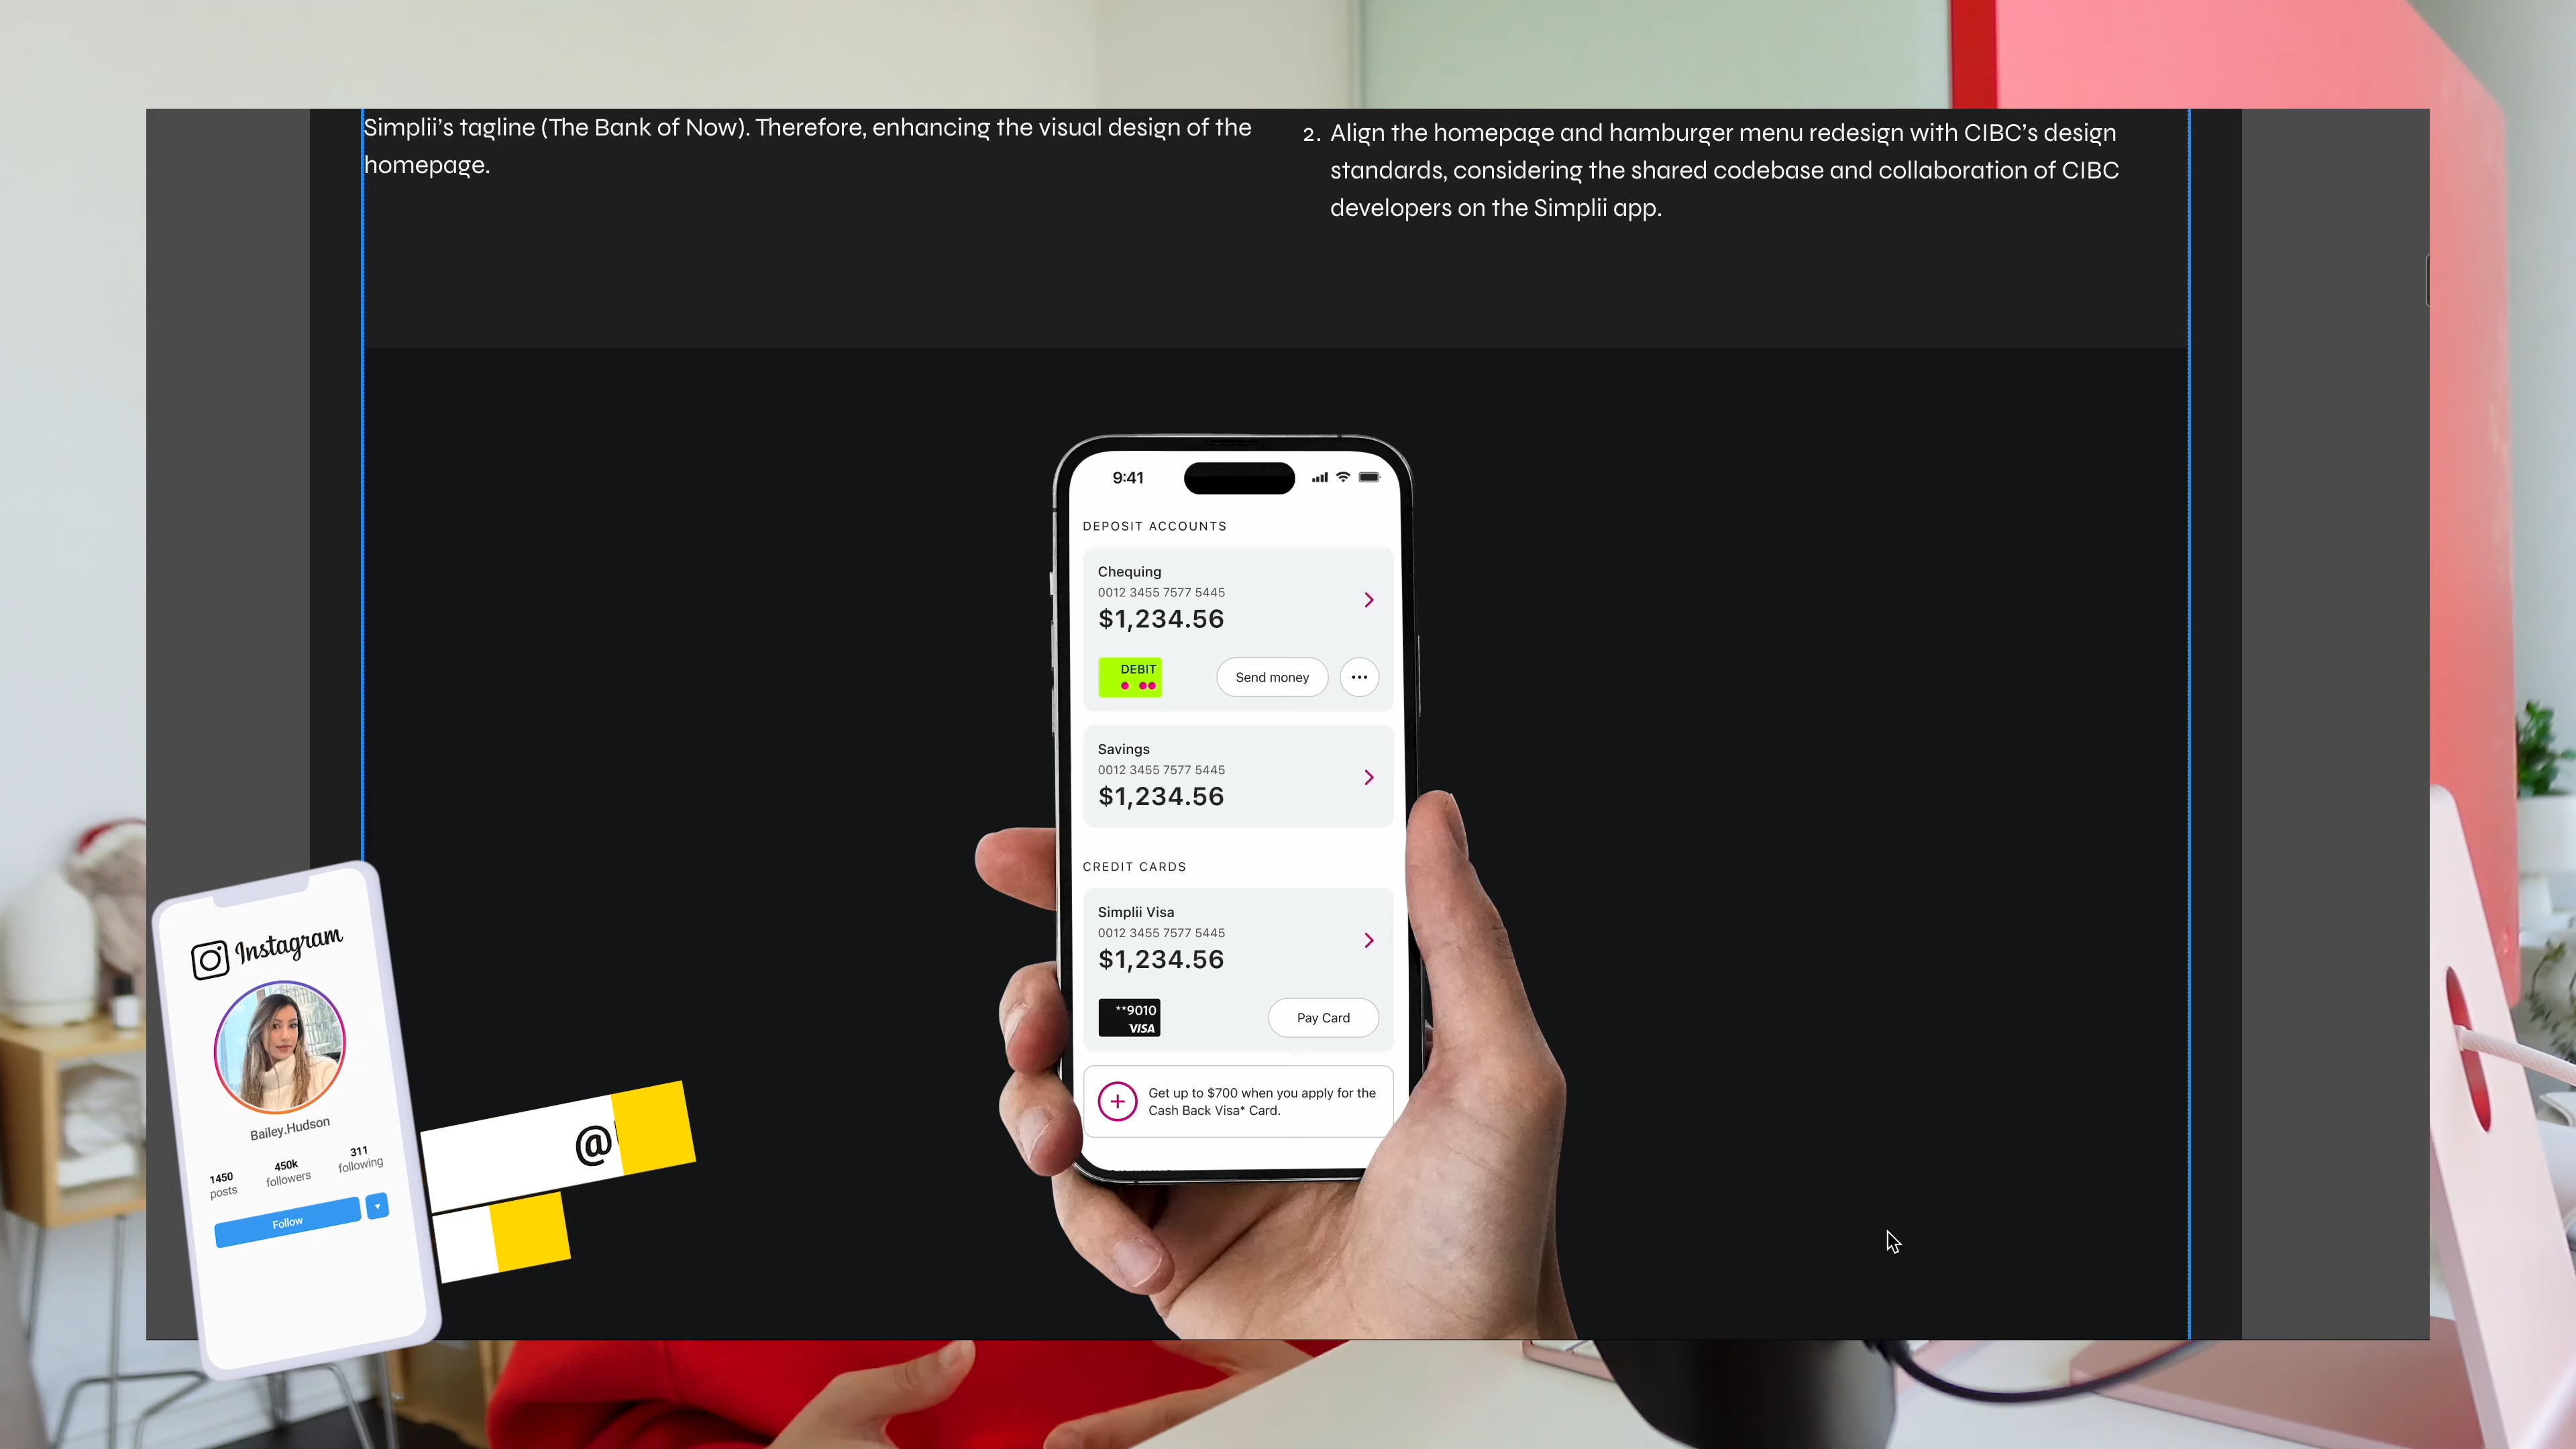 Simplii’s tagline (The Bank of Now). Therefore, enhancing the visual design of the
homepage.
2. Align the homepage and hamburger menu redesign with CIBC’s design
standards, considering the shared codebase and collaboration of CIBC
developers on the Simplii app.
9:41
DEPOSIT ACCOUNTS
Chequing
0012 3455 7577 5445
$1,234.56
DEBIT
Send money
Savings
0012 3455 7577 5445
$1,234.56
CREDIT CARDS
Simplii Visa
0012 3455 7577 5445
$1,234.56
**9010
VISA
Pay Card
Get up to $700 when you apply for the
Cash Back Visa* Card.
Instagram
Bailey.Hudson
1450 450k 311
posts followers following
Follow
@